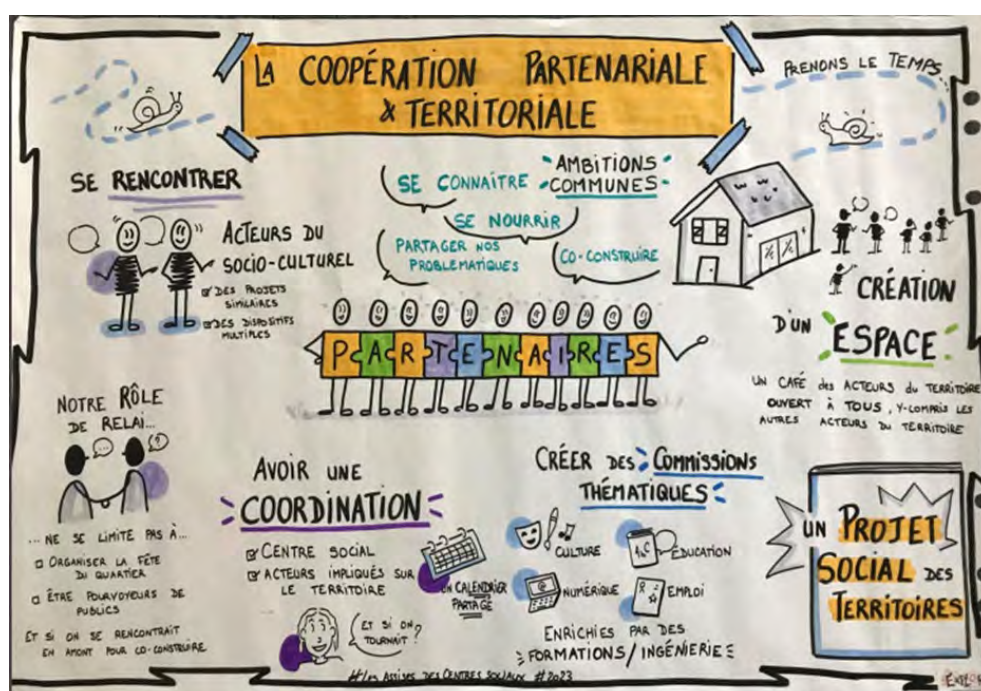 LA COOPÉRATION PARTENARIALE
& TERRITORIALE
PRENONS LE TEMPS...
SE RENCONTRER
ACTEURS DU
SOCIO-CULTUREL
DES PROJETS
SIMILAIRES
DES DISPOSITIFS
MULTIPLES
SE CONNAÎTRE
AMBITIONS
COMMUNES
SE NOURRIR
PARTAGER NOS
PROBLÉMATIQUES
CO-CONSTRUIRE
PARTENAIRES
CRÉATION
D'UN ESPACE
UN CAFÉ des ACTEURS du TERRITOIRE
OUVERT À TOUS, Y-COMPRIS LES
AUTRES ACTEURS DU TERRITOIRE
NOTRE RÔLE
DE RELAI...
... NE SE LIMITE PAS À...
ORGANISER LA FÊTE
DU QUARTIER
ÊTRE POURVOYEURS DE
PUBLICS
ET SI ON SE RENCONTRAIT
EN AMONT POUR CO-CONSTRUIRE
AVOIR UNE
COORDINATION
CENTRE SOCIAL
ACTEURS IMPLIQUÉS SUR
LE TERRITOIRE
UN CALENDRIER
PARTAGÉ
ET SI ON
TOURNAIT?
CRÉER DES COMMISSIONS
THÉMATIQUES
CULTURE
ÉDUCATION
NUMÉRIQUE
EMPLOI
ENRICHIES PAR DES
FORMATIONS/INGÉNIERIE
UN PROJET
SOCIAL DES
TERRITOIRES
#Les ASSISES DES CENTRES SOCIAUX #2023